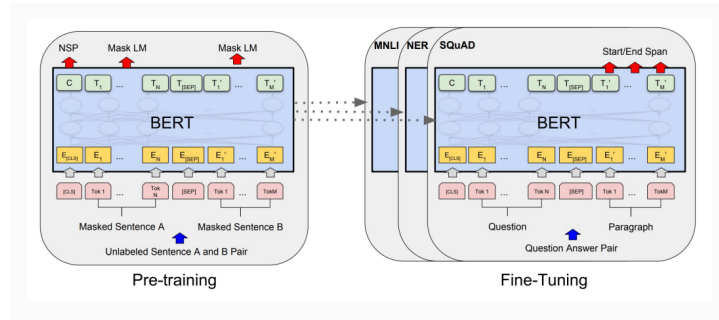 NSP Mask LM Mask LM
C T1 ... TN T[SEP] T1' ... TM'
BERT
E[CLS] E1 ... EN E[SEP] E1' ... EM'
[CLS] Tok 1 ... Tok N [SEP] Tok 1 ... TokM
Masked Sentence A Masked Sentence B
Unlabeled Sentence A and B Pair
Pre-training
MNLI NER SQuAD
Start/End Span
C T1 ... TN T[SEP] T1' ... TM'
BERT
E[CLS] E1 ... EN E[SEP] E1' ... EM'
[CLS] Tok 1 ... Tok N [SEP] Tok 1 ... TokM
Question Paragraph
Question Answer Pair
Fine-Tuning